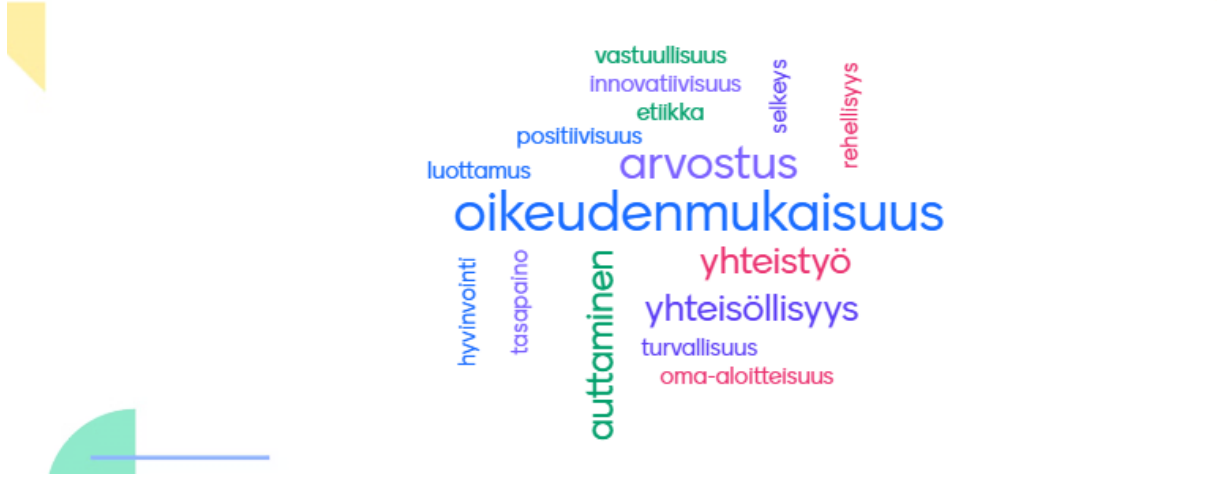 vastuullisuus
innovatiivisuus
etiikka
selkeys
rehellisyys
positiivisuus
luottamus
arvostus
oikeudenmukaisuus
hyvinvointi
tasapaino
auttaminen
yhteistyö
yhteisöllisyys
turvallisuus
oma-aloitteisuus